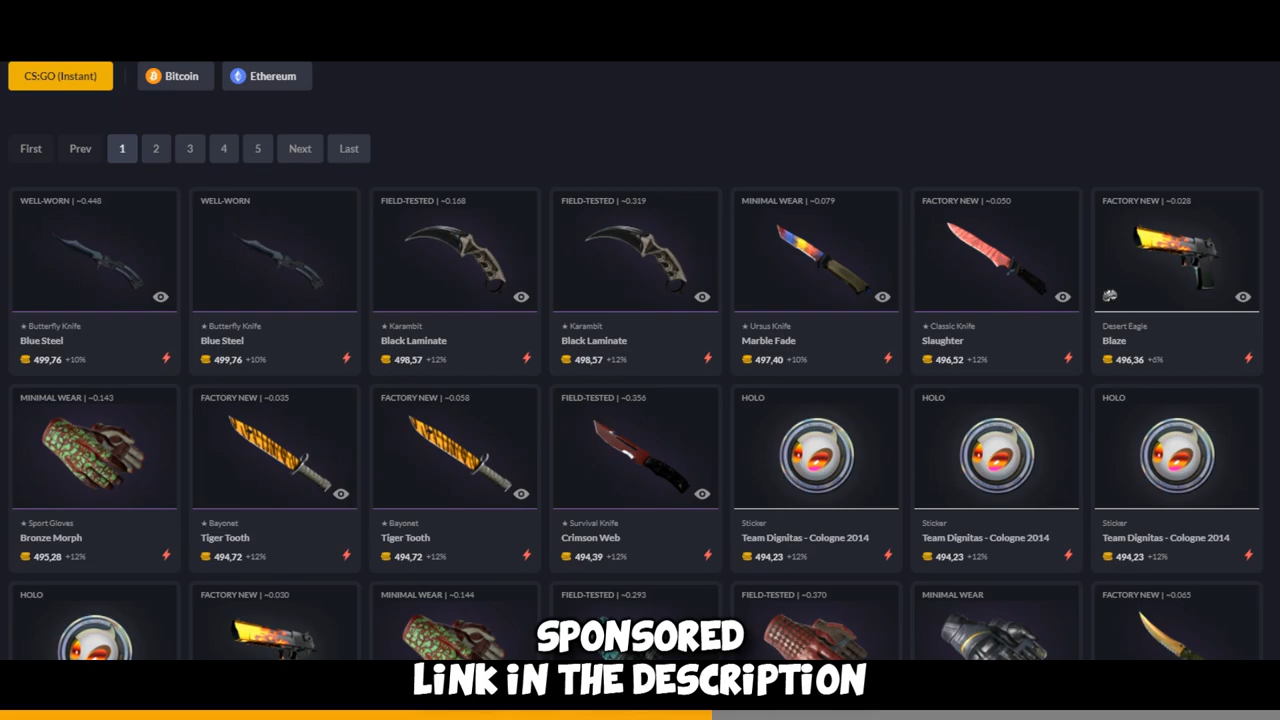 CS:GO (Instant) Bitcoin Ethereum
First Prev 1 2 3 4 5 Next Last
WELL-WORN | ~0.448 WELL-WORN FIELD-TESTED | ~0.168 FIELD-TESTED | ~0.319 MINIMAL WEAR | ~0.079 FACTORY NEW | ~0.050 FACTORY NEW | ~0.028
★ Butterfly Knife ★ Butterfly Knife ★ Karambit ★ Karambit ★ Ursus Knife ★ Classic Knife Desert Eagle
Blue Steel Blue Steel Black Laminate Black Laminate Marble Fade Slaughter Blaze
499,76 +10% 499,76 +10% 498,57 +12% 498,57 +12% 497,40 +10% 496,52 +12% 496,36 +6%
MINIMAL WEAR | ~0.143 FACTORY NEW | ~0.035 FACTORY NEW | ~0.058 FIELD-TESTED | ~0.356 HOLO HOLO HOLO
★ Sport Gloves ★ Bayonet ★ Bayonet ★ Survival Knife Sticker Sticker Sticker
Bronze Morph Tiger Tooth Tiger Tooth Crimson Web Team Dignitas - Cologne 2014 Team Dignitas - Cologne 2014 Team Dignitas - Cologne 2014
495,28 +12% 494,72 +12% 494,72 +12% 494,39 +12% 494,23 +12% 494,23 +12% 494,23 +12%
HOLO FACTORY NEW | ~0.030 MINIMAL WEAR | ~0.144 FIELD-TESTED | ~0.293 FIELD-TESTED | ~0.370 MINIMAL WEAR FACTORY NEW | ~0.065
SPONSORED
LINK IN THE DESCRIPTION